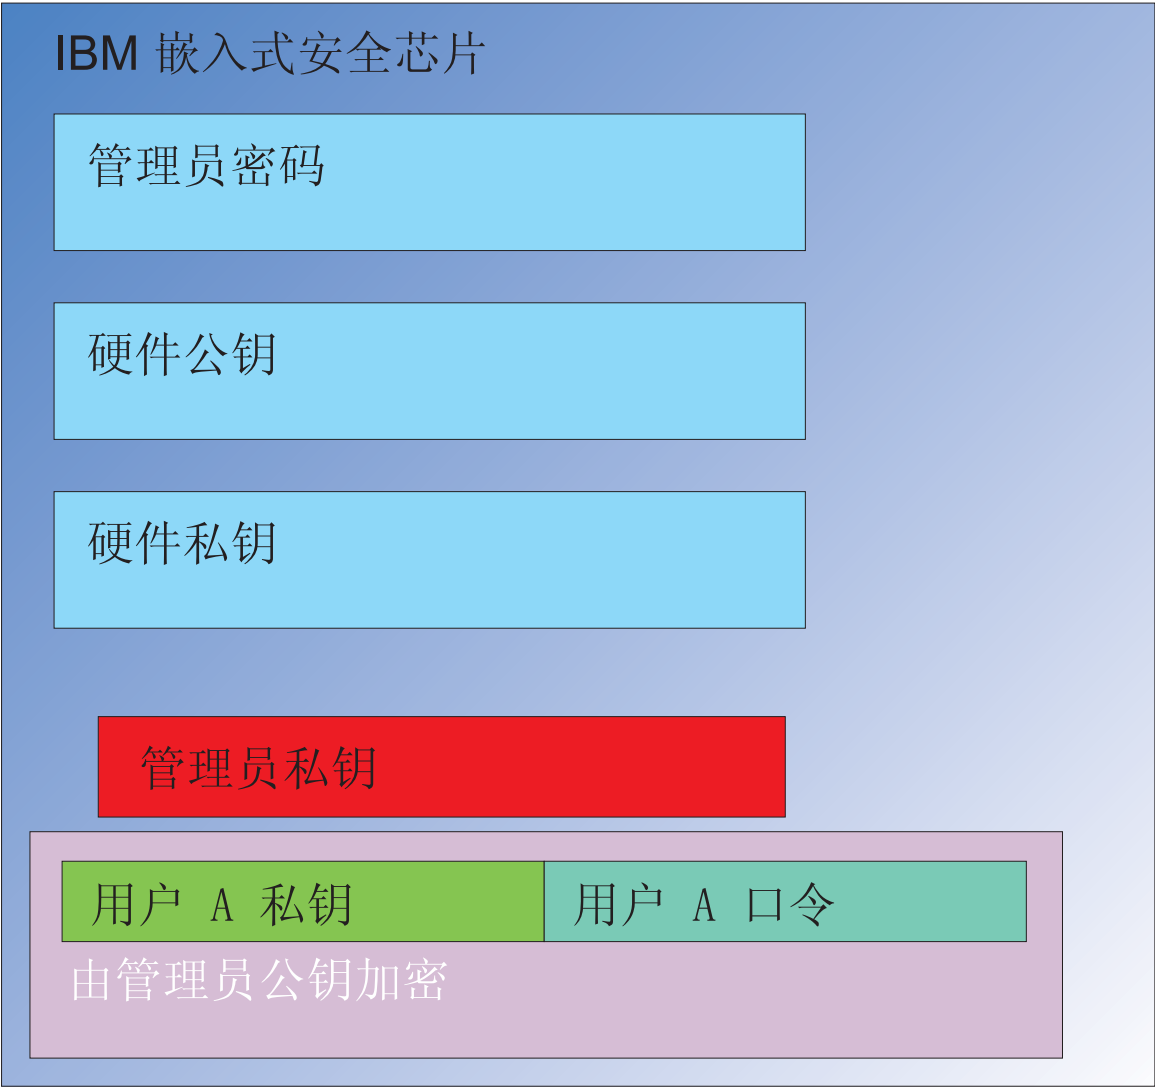 IBM 嵌入式安全芯片
管理员密码
硬件公钥
硬件私钥
管理员私钥
用户 A 私钥
用户 A 口令
由管理员公钥加密